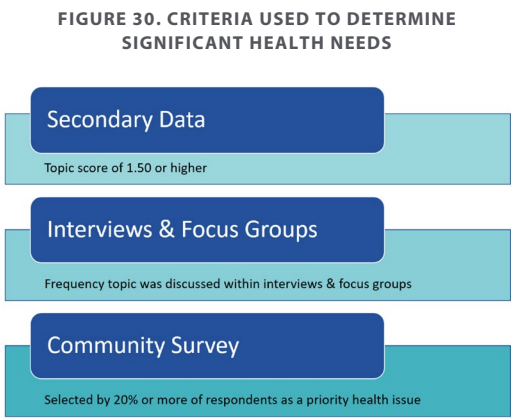 FIGURE 30. CRITERIA USED TO DETERMINE
SIGNIFICANT HEALTH NEEDS
Secondary Data
Topic score of 1.50 or higher
Interviews & Focus Groups
Frequency topic was discussed within interviews & focus groups
Community Survey
Selected by 20% or more of respondents as a priority health issue